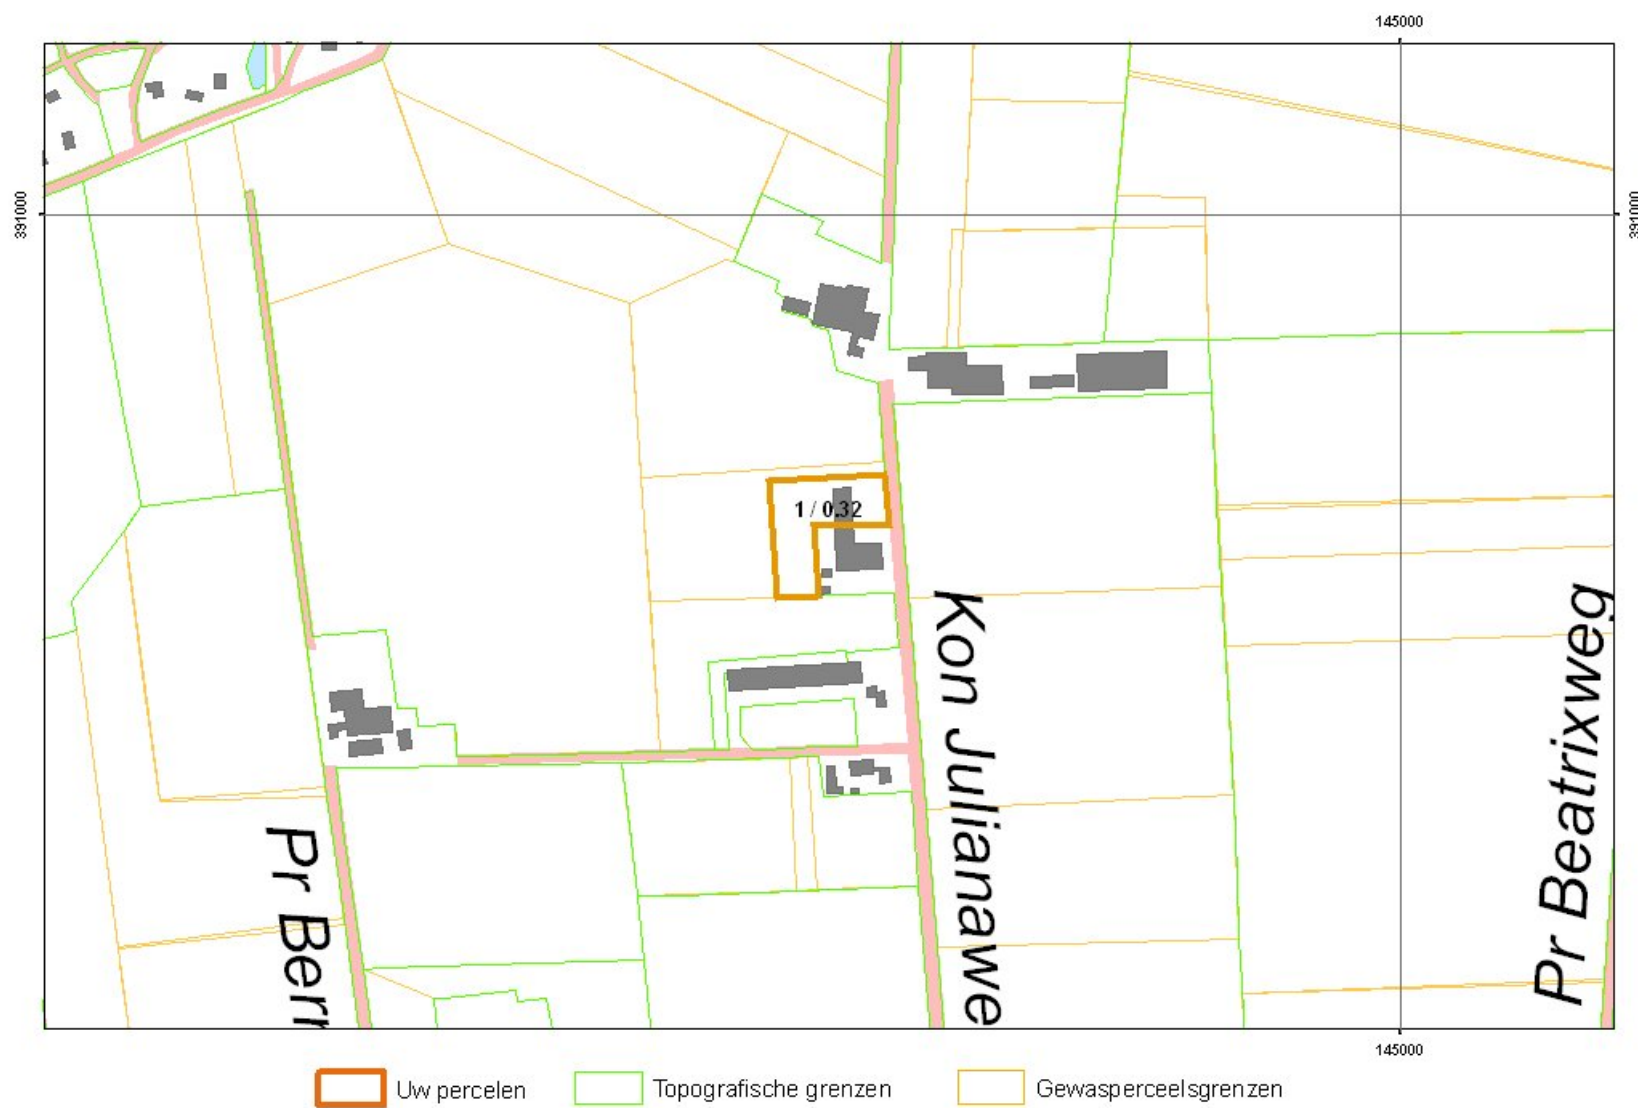 145000
391000
391000
1 / 0.32
Kon Julianawe
Pr Beatrixweg
Pr Berr
145000
Uw percelen
Topografische grenzen
Gewasperceelsgrenzen